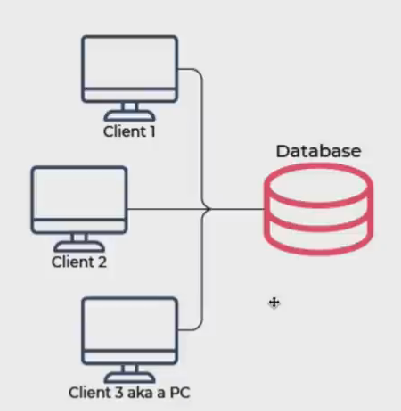 Client 1
Database
Client 2
Client 3 aka a PC